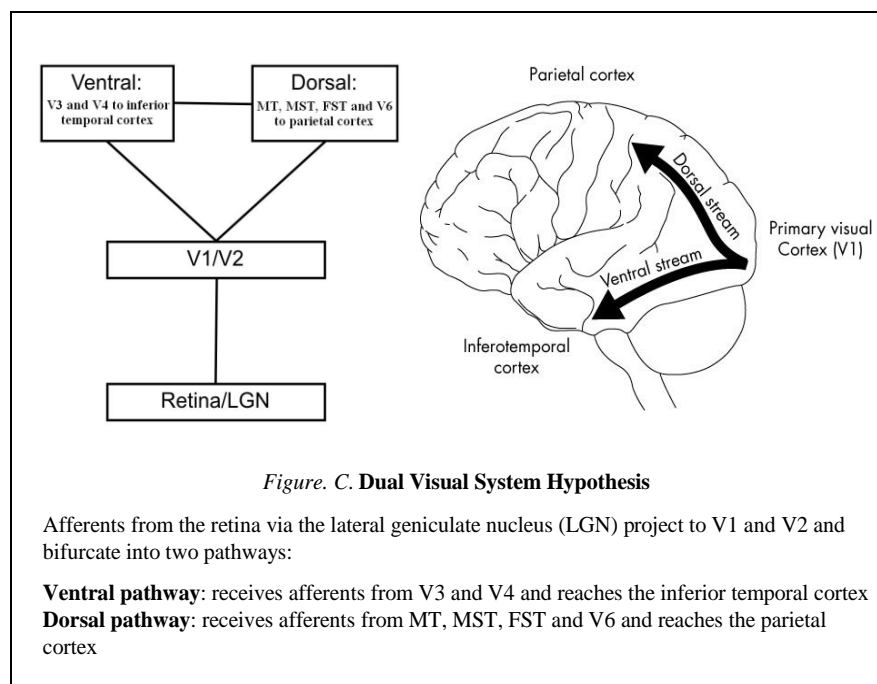 Ventral:
V3 and V4 to inferior
temporal cortex
Dorsal:
MT, MST, FST and V6
to parietal cortex
V1/V2
Retina/LGN
Parietal cortex
Dorsal stream
Primary visual
Cortex (V1)
Ventral stream
Inferotemporal
cortex
Figure. C. Dual Visual System Hypothesis
Afferents from the retina via the lateral geniculate nucleus (LGN) project to V1 and V2 and
bifurcate into two pathways:
Ventral pathway: receives afferents from V3 and V4 and reaches the inferior temporal cortex
Dorsal pathway: receives afferents from MT, MST, FST and V6 and reaches the parietal
cortex